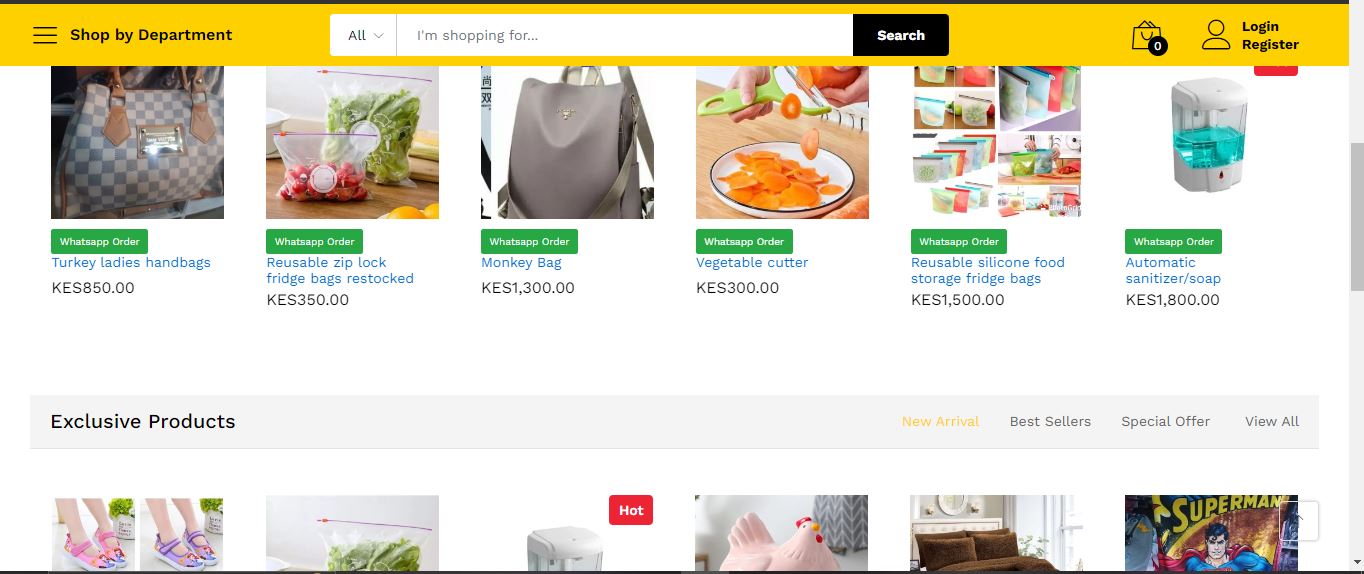 Shop by Department
All
I'm shopping for...
Search
0
Login
Register
Whatsapp Order
Whatsapp Order
Whatsapp Order
Whatsapp Order
Whatsapp Order
Whatsapp Order
Turkey ladies handbags
Reusable zip lock
fridge bags restocked
Monkey Bag
Vegetable cutter
Reusable silicone food
storage fridge bags
Automatic
sanitizer/soap
KES850.00
KES350.00
KES1,300.00
KES300.00
KES1,500.00
KES1,800.00
Exclusive Products
New Arrival
Best Sellers
Special Offer
View All
Hot
SUPERMAN